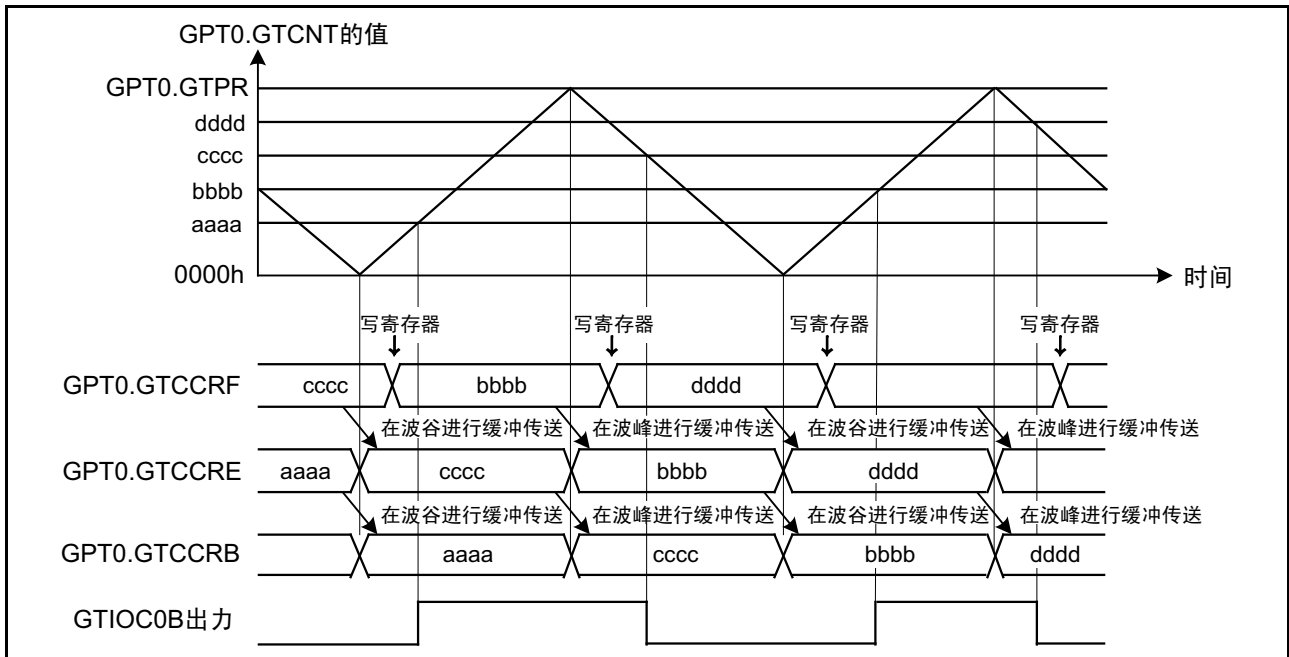 GPT0.GTCNT的值
GPT0.GTPR
dddd
cccc
bbbb
aaaa
0000h
时间
写寄存器 写寄存器 写寄存器 写寄存器
GPT0.GTCCRF cccc bbbb dddd
在波谷进行缓冲传送 在波峰进行缓冲传送 在波谷进行缓冲传送 在波峰进行缓冲传送
GPT0.GTCCRE aaaa cccc bbbb dddd
在波谷进行缓冲传送 在波峰进行缓冲传送 在波谷进行缓冲传送 在波峰进行缓冲传送
GPT0.GTCCRB aaaa cccc bbbb dddd
GTIOC0B出力